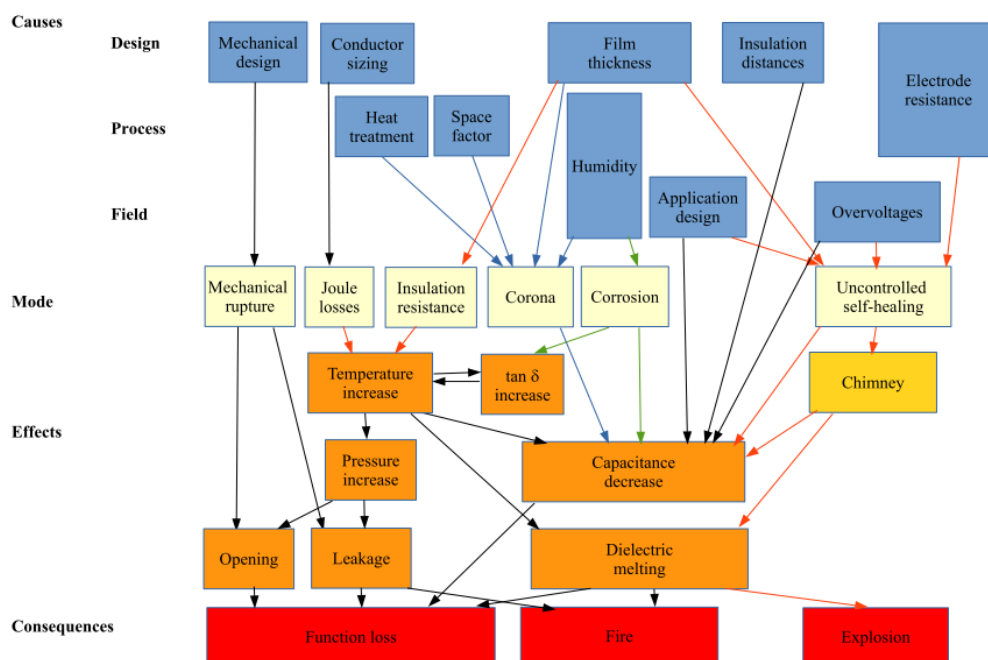 Causes
Design
Mechanical
design
Conductor
sizing
Film
thickness
Insulation
distances
Electrode
resistance
Process
Heat
treatment
Space
factor
Humidity
Field
Application
design
Overvoltages
Mode
Mechanical
rupture
Joule
losses
Insulation
resistance
Corona
Corrosion
Uncontrolled
self-healing
Temperature
increase
tan δ
increase
Chimney
Effects
Pressure
increase
Capacitance
decrease
Opening
Leakage
Dielectric
melting
Consequences
Function loss
Fire
Explosion